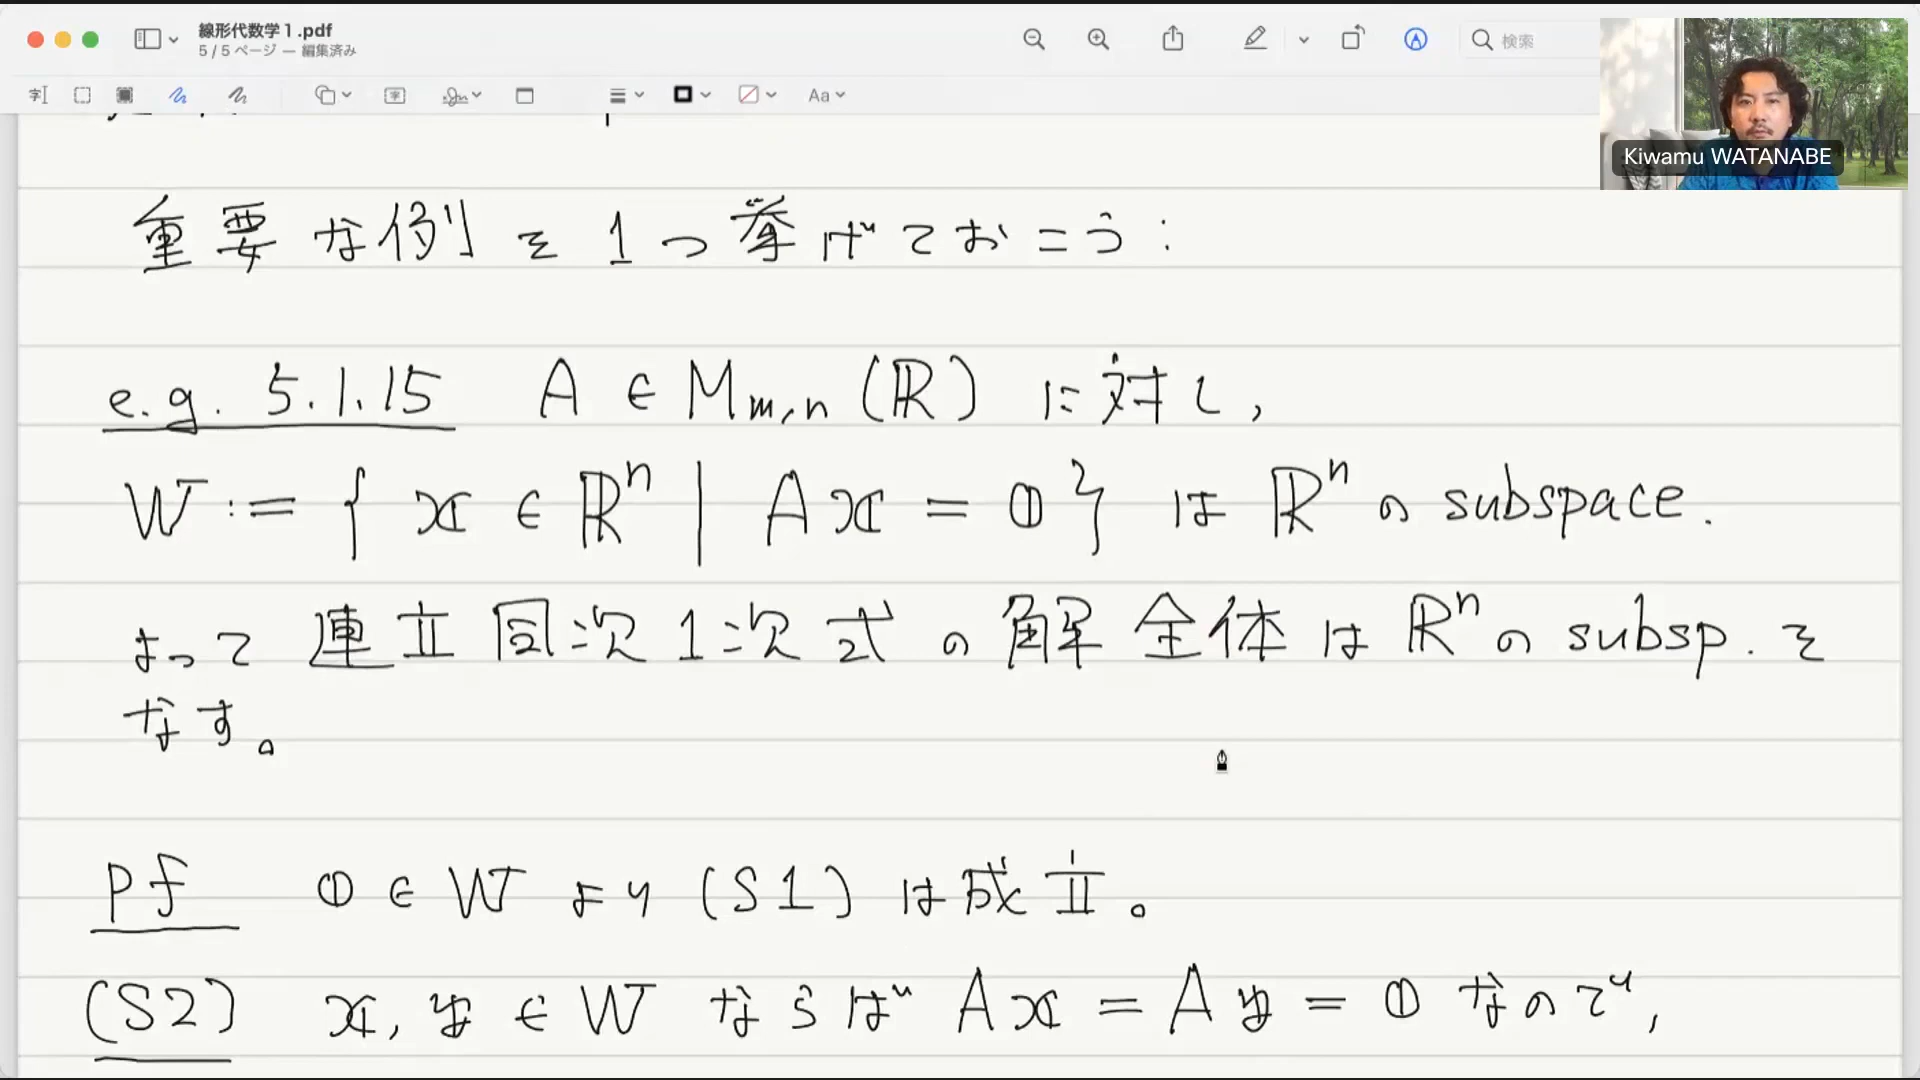 線形代数学1.pdf
5 / 5 ページ — 編集済み
検索
Aa
Kiwamu WATANABE
重要な例を1つ挙げておこう:
e.g. 5.1.15 A ∈ Mm,n (ℝ) に対し,
W := { x ∈ ℝⁿ | Ax = 0 } は ℝⁿ の subspace.
よって 連立同次1次式の解全体は ℝⁿ の subsp. を
なす。
pf 0 ∈ W より (S1) は成立。
(S2) x, y ∈ W ならば Ax = Ay = 0 なので,